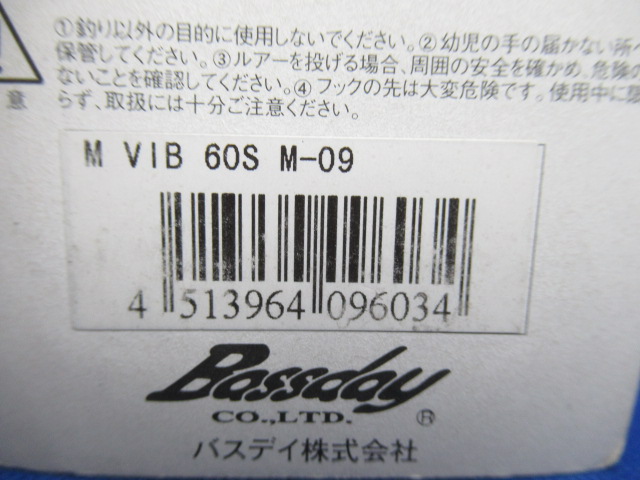 ①釣り以外の目的に使用しないでください。②幼児の手の届かない所へ
保管してください。③ルアーを投げる場合、周囲の安全を確かめ、危険の
ないことを確認してください。④フックの先は大変危険です。使用中に
らず、取扱には十分ご注意ください。
意
M VIB 60S M-09
4 513964 096034
Bassday
CO.,LTD. ®
バスデイ株式会社